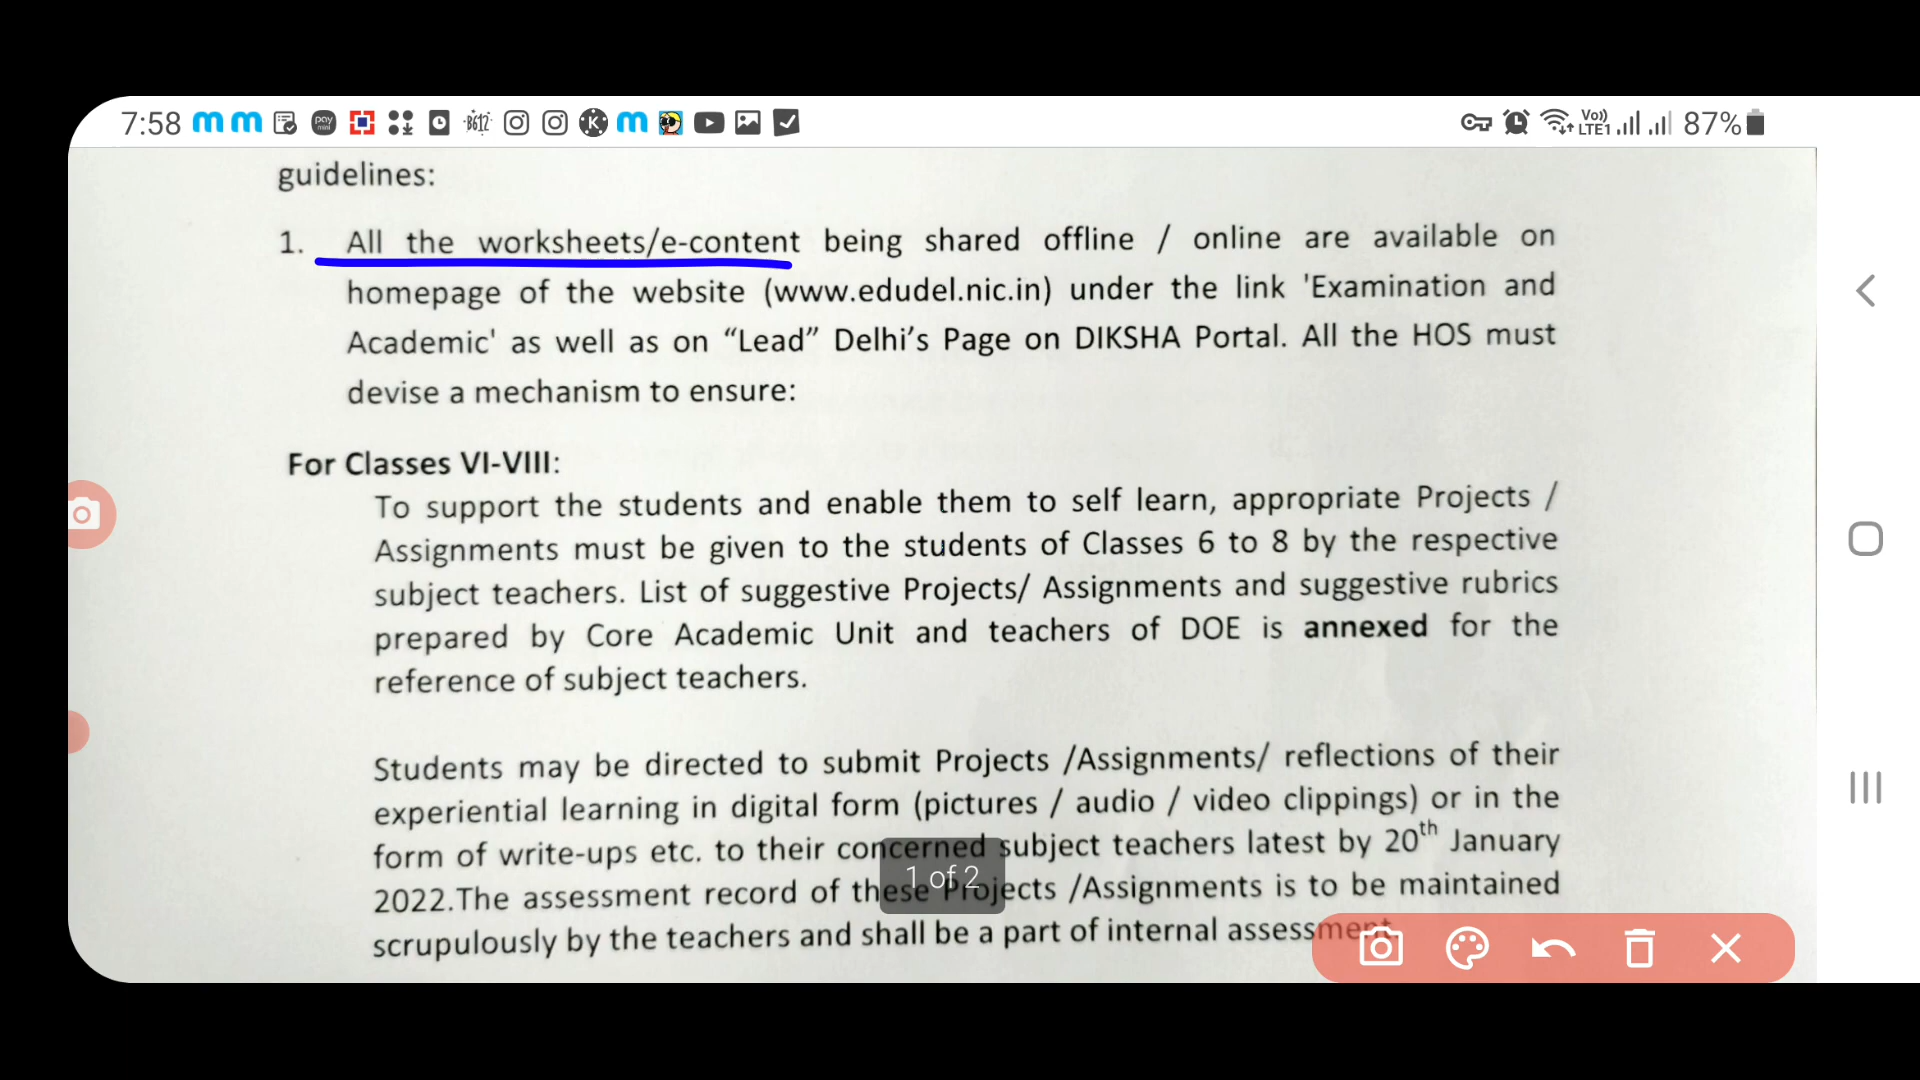 7:58 87%
guidelines:
1. All the worksheets/e-content being shared offline / online are available on
homepage of the website (www.edudel.nic.in) under the link 'Examination and
Academic' as well as on “Lead” Delhi’s Page on DIKSHA Portal. All the HOS must
devise a mechanism to ensure:
For Classes VI-VIII:
To support the students and enable them to self learn, appropriate Projects /
Assignments must be given to the students of Classes 6 to 8 by the respective
subject teachers. List of suggestive Projects/ Assignments and suggestive rubrics
prepared by Core Academic Unit and teachers of DOE is annexed for the
reference of subject teachers.
Students may be directed to submit Projects /Assignments/ reflections of their
experiential learning in digital form (pictures / audio / video clippings) or in the
form of write-ups etc. to their concerned subject teachers latest by 20th January
1 of 2
2022.The assessment record of these Projects /Assignments is to be maintained
scrupulously by the teachers and shall be a part of internal assessment.